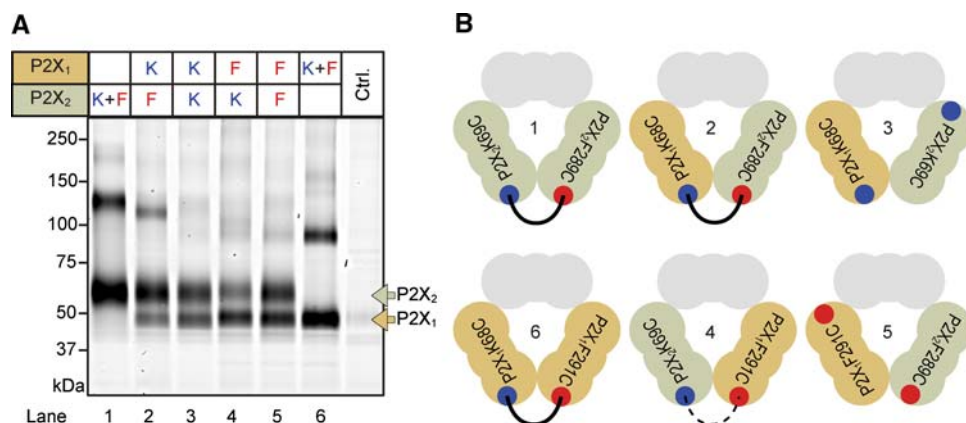 A
P2X₁ K K F F K+F Ctrl.
P2X₂ K+F F K K F
250
150
100
75
50
37
kDa
P2X₂
P2X₁
Lane 1 2 3 4 5 6
B
P2X₂K69C 1 P2X₂F289C
P2X₁K68C 2 P2X₂F289C
P2X₁K68C 3 P2X₂K69C
P2X₁K68C 6 P2X₁F291C
P2X₂K69C 4 P2X₁F291C
P2X₁F291C 5 P2X₂F289C